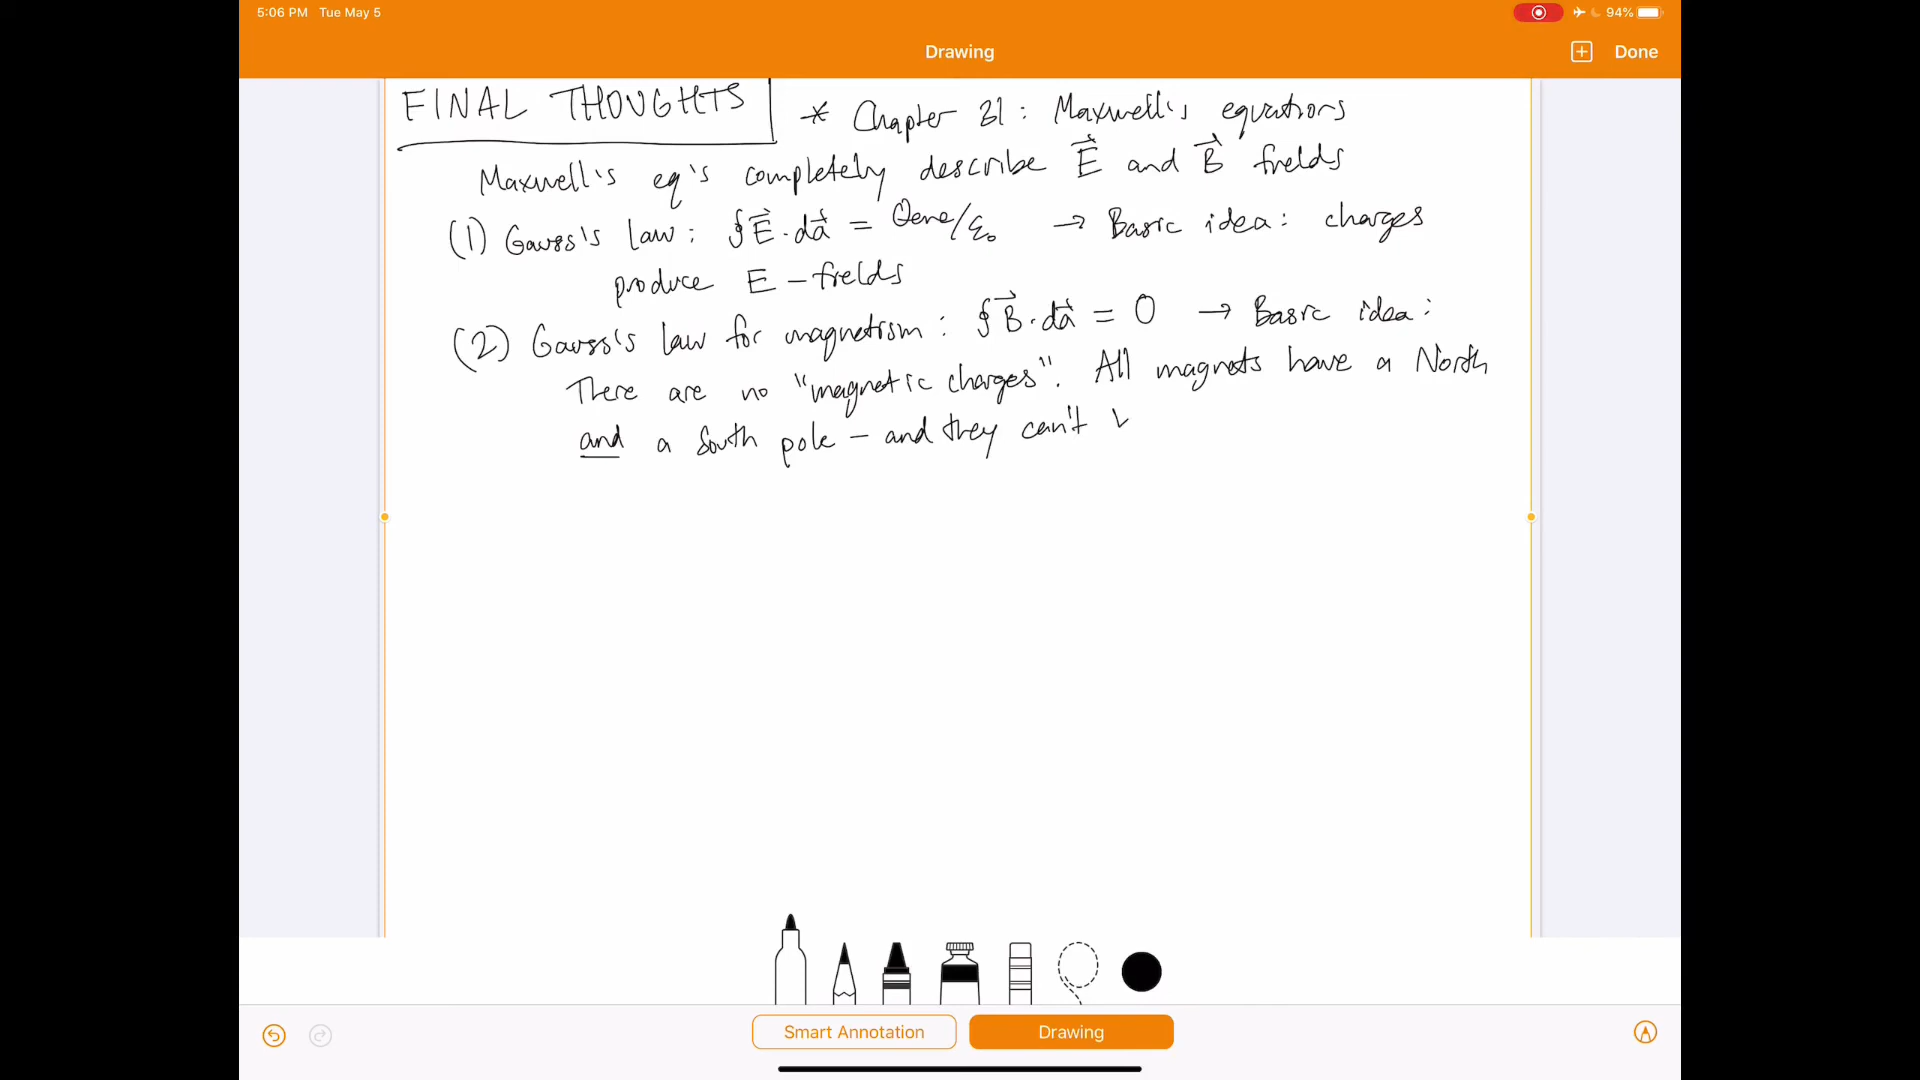 5:06 PM Tue May 5
94%
Drawing
Done
FINAL THOUGHTS * Chapter 31: Maxwell's equations
Maxwell's eq's completely describe E⃗ and B⃗ fields
(1) Gauss's law: ∮E⃗·da⃗ = Qenc/ε₀ → Basic idea: charges
produce E-fields
(2) Gauss's law for magnetism: ∮B⃗·da⃗ = 0 → Basic idea:
There are no "magnetic charges". All magnets have a North
and a South pole – and they can't
Smart Annotation
Drawing